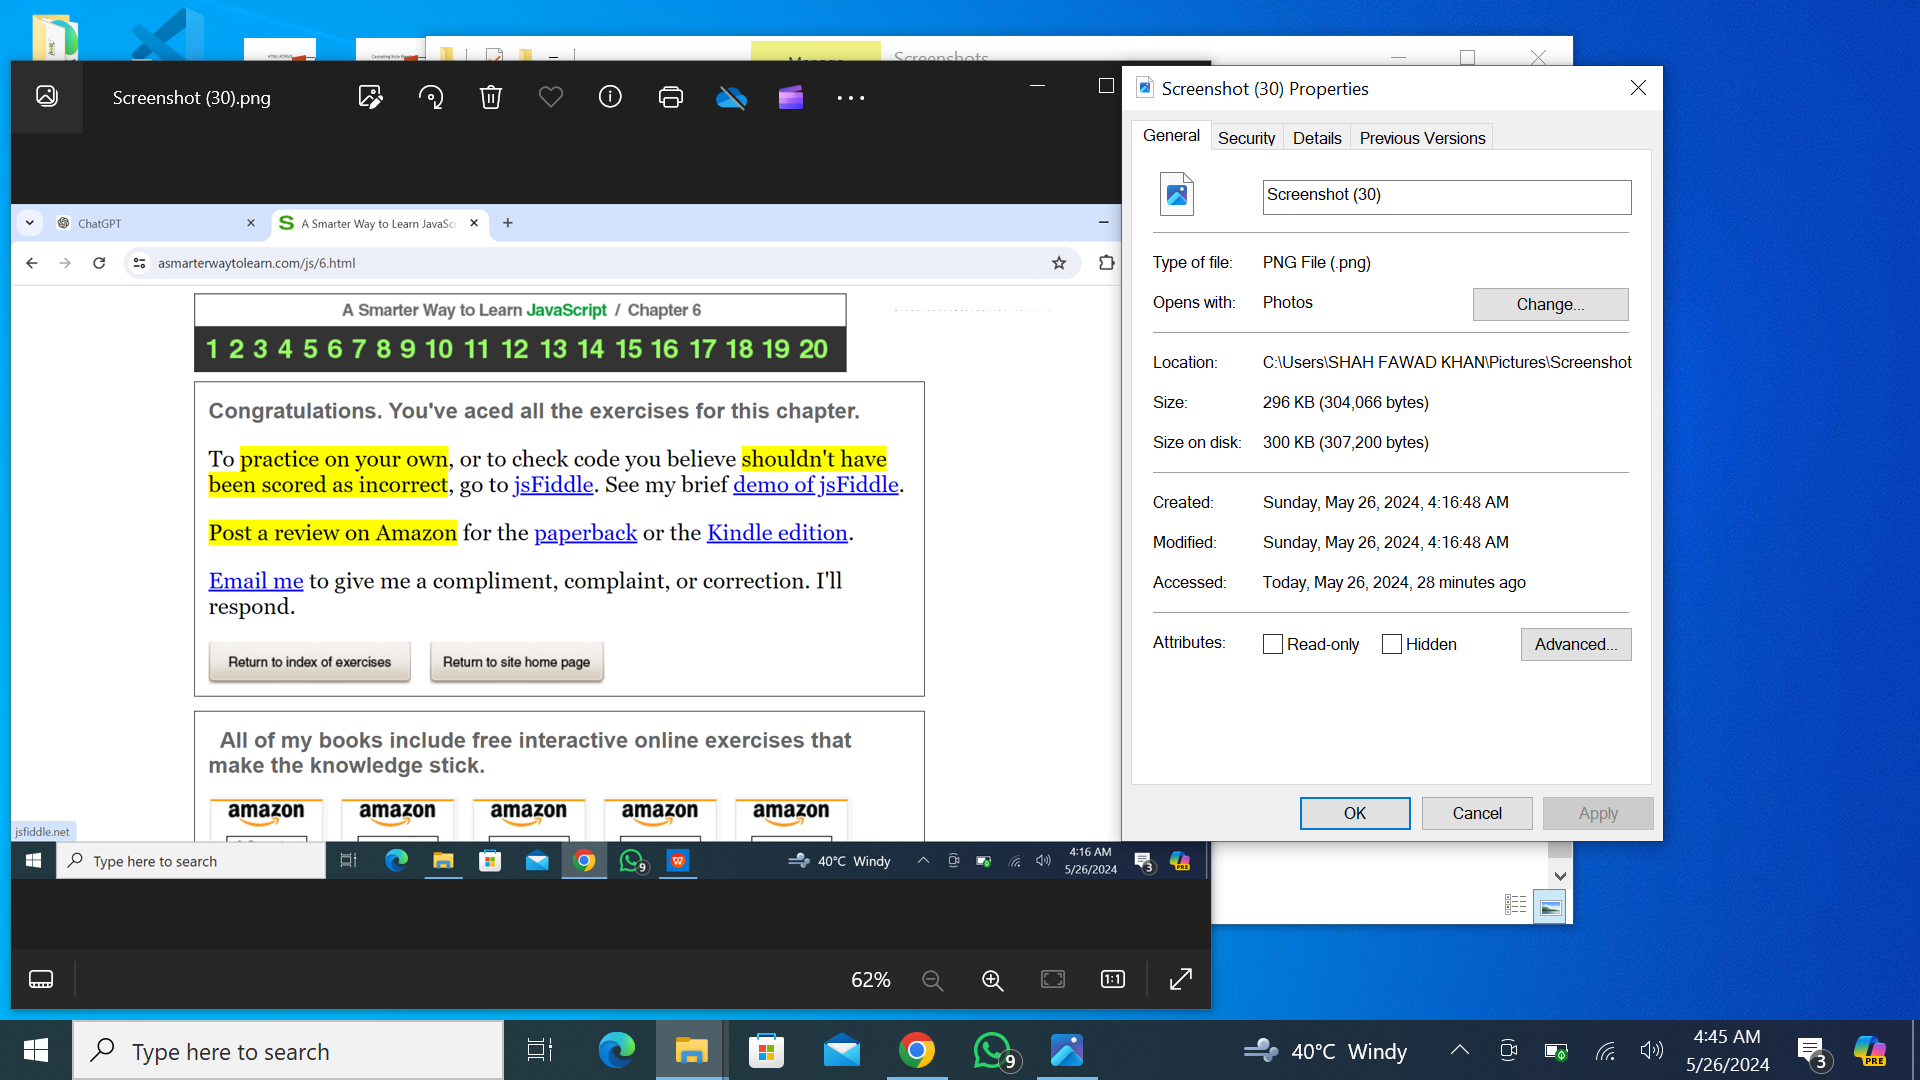 Screenshots
Screenshot (30).png
ChatGPT
A Smarter Way to Learn JavaSc
asmarterwaytolearn.com/js/6.html
A Smarter Way to Learn JavaScript / Chapter 6
1 2 3 4 5 6 7 8 9 10 11 12 13 14 15 16 17 18 19 20
Congratulations. You've aced all the exercises for this chapter.
To practice on your own, or to check code you believe shouldn't have
been scored as incorrect, go to jsFiddle. See my brief demo of jsFiddle.
Post a review on Amazon for the paperback or the Kindle edition.
Email me to give me a compliment, complaint, or correction. I'll
respond.
Return to index of exercises
Return to site home page
All of my books include free interactive online exercises that
make the knowledge stick.
amazon amazon amazon amazon amazon
jsfiddle.net
Type here to search
9
40°C Windy
4:16 AM
5/26/2024
3
PRE
62%
1:1
Screenshot (30) Properties
General Security Details Previous Versions
Screenshot (30)
Type of file: PNG File (.png)
Opens with: Photos
Change...
Location: C:\Users\SHAH FAWAD KHAN\Pictures\Screenshot
Size: 296 KB (304,066 bytes)
Size on disk: 300 KB (307,200 bytes)
Created: Sunday, May 26, 2024, 4:16:48 AM
Modified: Sunday, May 26, 2024, 4:16:48 AM
Accessed: Today, May 26, 2024, 28 minutes ago
Attributes: Read-only Hidden
Advanced...
OK Cancel Apply
Type here to search
9
40°C Windy
4:45 AM
5/26/2024
3
PRE